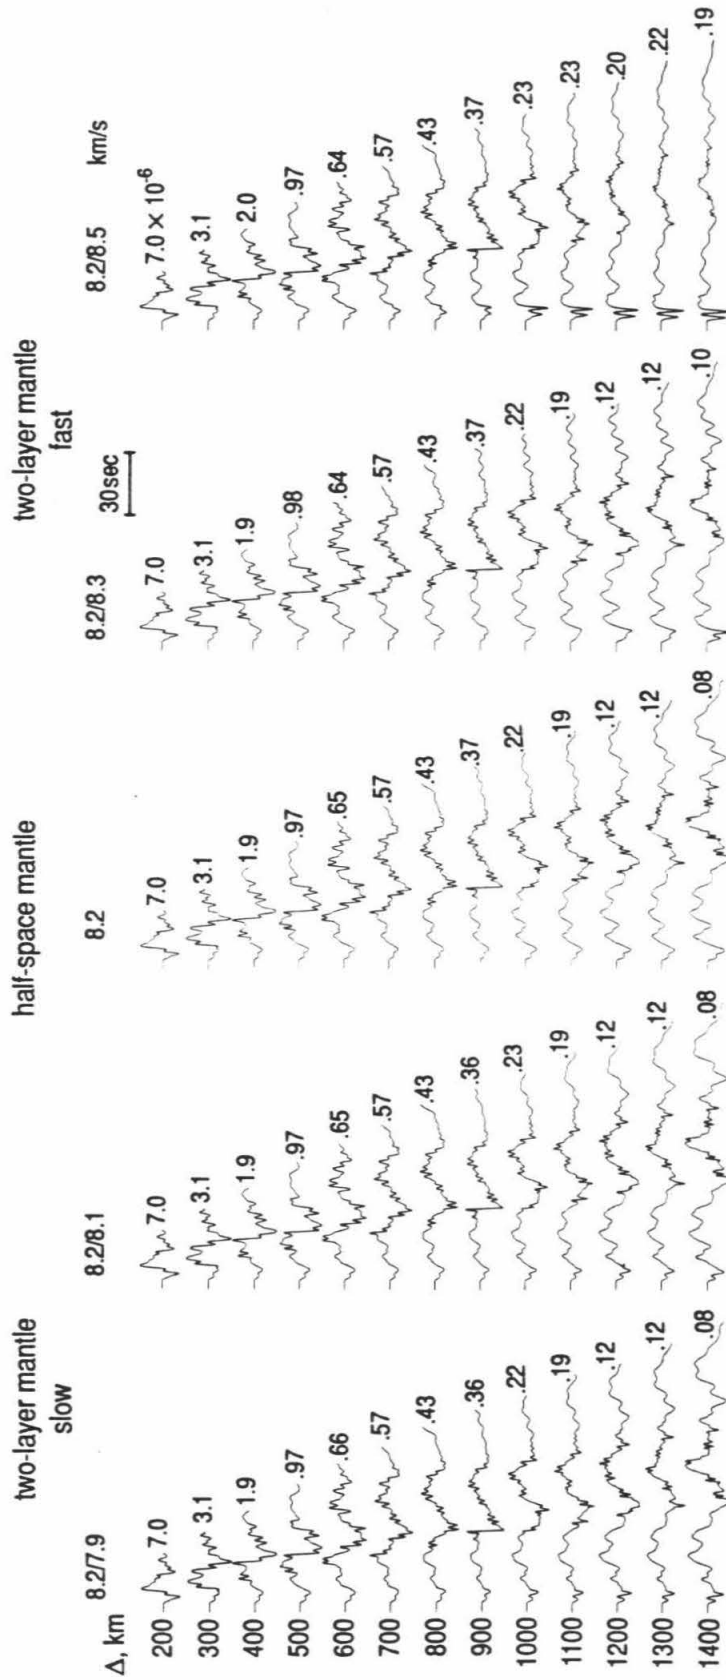 two-layer mantle
slow
half-space mantle
two-layer mantle
fast
Δ, km
8.2/7.9
8.2/8.1
8.2
8.2/8.3
8.2/8.5
km/s
30sec
200 7.0 7.0 7.0 7.0 7.0 × 10⁻⁶
300 3.1 3.1 3.1 3.1 3.1
400 1.9 1.9 1.9 1.9 2.0
500 .97 .97 .97 .98 .97
600 .66 .65 .65 .64 .64
700 .57 .57 .57 .57 .57
800 .43 .43 .43 .43 .43
900 .36 .36 .37 .37 .37
1000 .22 .23 .22 .22 .23
1100 .19 .19 .19 .19 .23
1200 .12 .12 .12 .12 .20
1300 .12 .12 .12 .12 .22
1400 .08 .08 .08 .10 .19